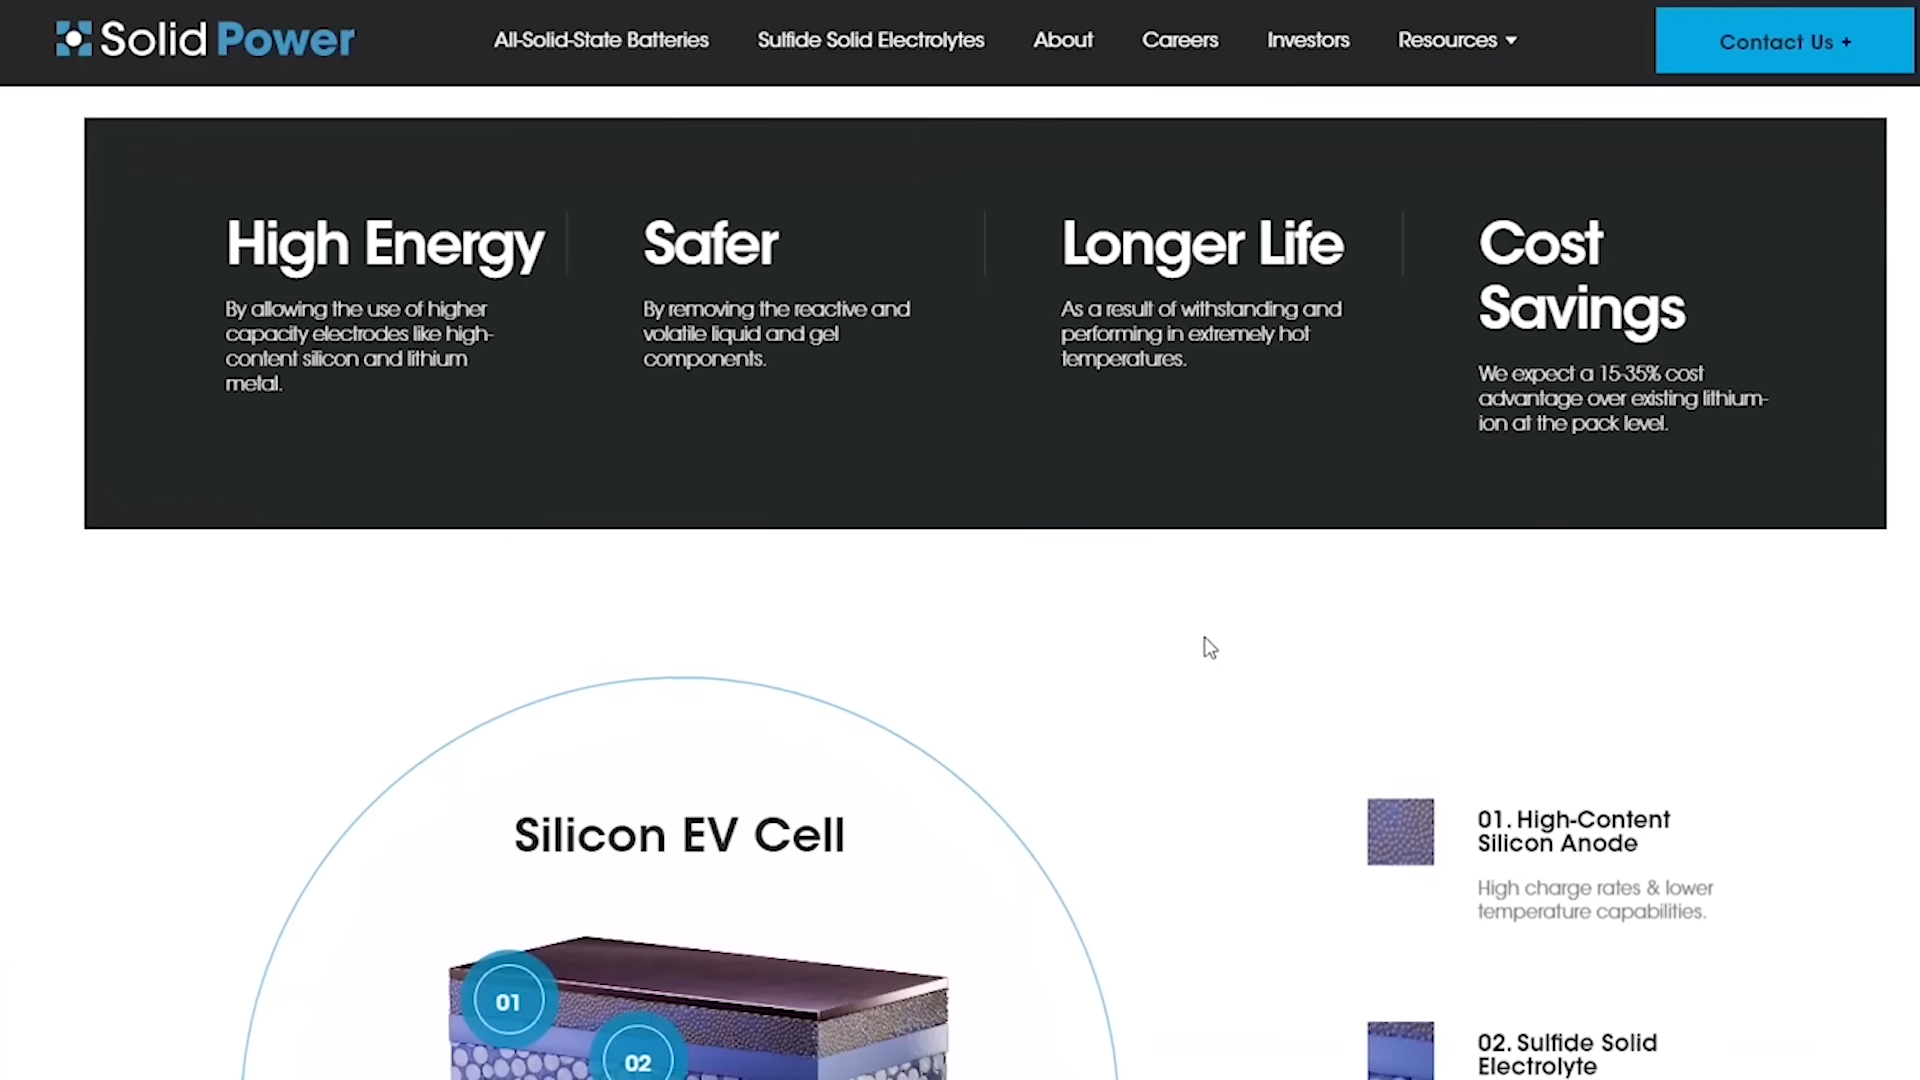 Solid Power
All-Solid-State Batteries
Sulfide Solid Electrolytes
About
Careers
Investors
Resources
Contact Us +
High Energy
By allowing the use of higher
capacity electrodes like high-
content silicon and lithium
metal.
Safer
By removing the reactive and
volatile liquid and gel
components.
Longer Life
As a result of withstanding and
performing in extremely hot
temperatures.
Cost
Savings
We expect a 15-35% cost
advantage over existing lithium-
ion at the pack level.
Silicon EV Cell
01
02
01. High-Content
Silicon Anode
High charge rates & lower
temperature capabilities.
02. Sulfide Solid
Electrolyte